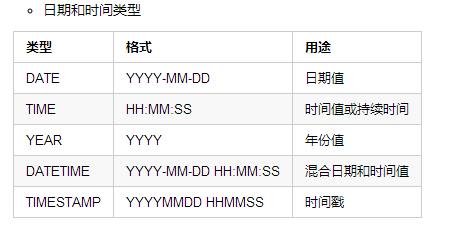 日期和时间类型
类型 格式 用途
DATE YYYY-MM-DD 日期值
TIME HH:MM:SS 时间值或持续时间
YEAR YYYY 年份值
DATETIME YYYY-MM-DD HH:MM:SS 混合日期和时间值
TIMESTAMP YYYYMMDD HHMMSS 时间戳